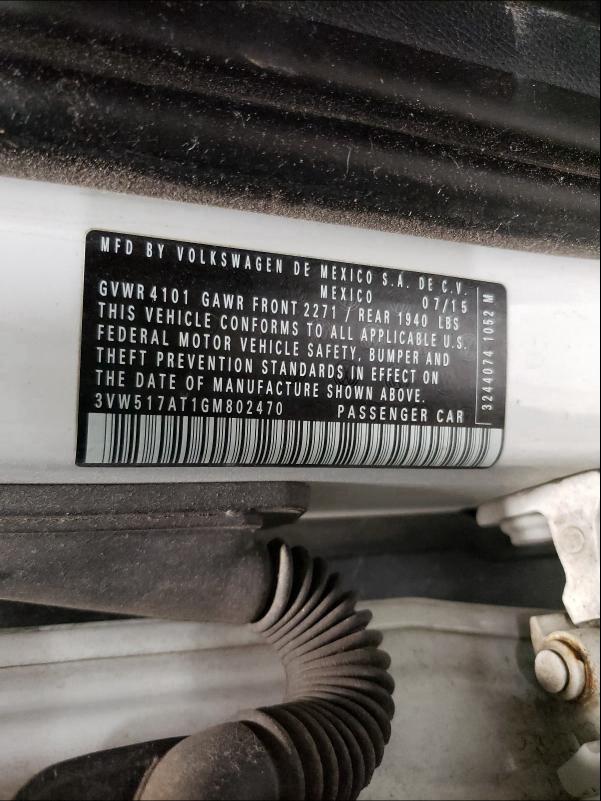 MFD BY VOLKSWAGEN DE MEXICO S.A. DE C.V.
MEXICO 07/15
GVWR 4101 GAWR FRONT 2271 / REAR 1940 LBS
THIS VEHICLE CONFORMS TO ALL APPLICABLE U.S.
FEDERAL MOTOR VEHICLE SAFETY, BUMPER AND
THEFT PREVENTION STANDARDS IN EFFECT ON
THE DATE OF MANUFACTURE SHOWN ABOVE.
3VW517AT1GM802470 PASSENGER CAR
3244074 1052 M